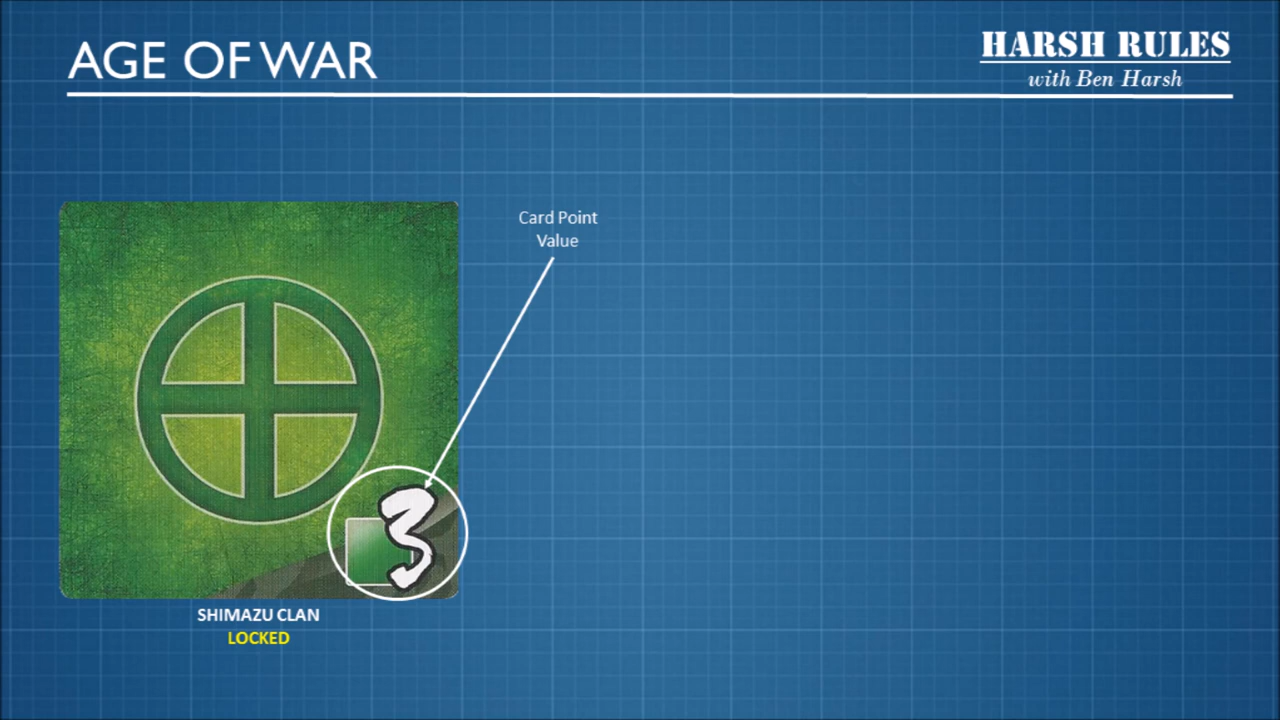 AGE OF WAR
HARSH RULES
with Ben Harsh
Card Point
Value
3
SHIMAZU CLAN
LOCKED